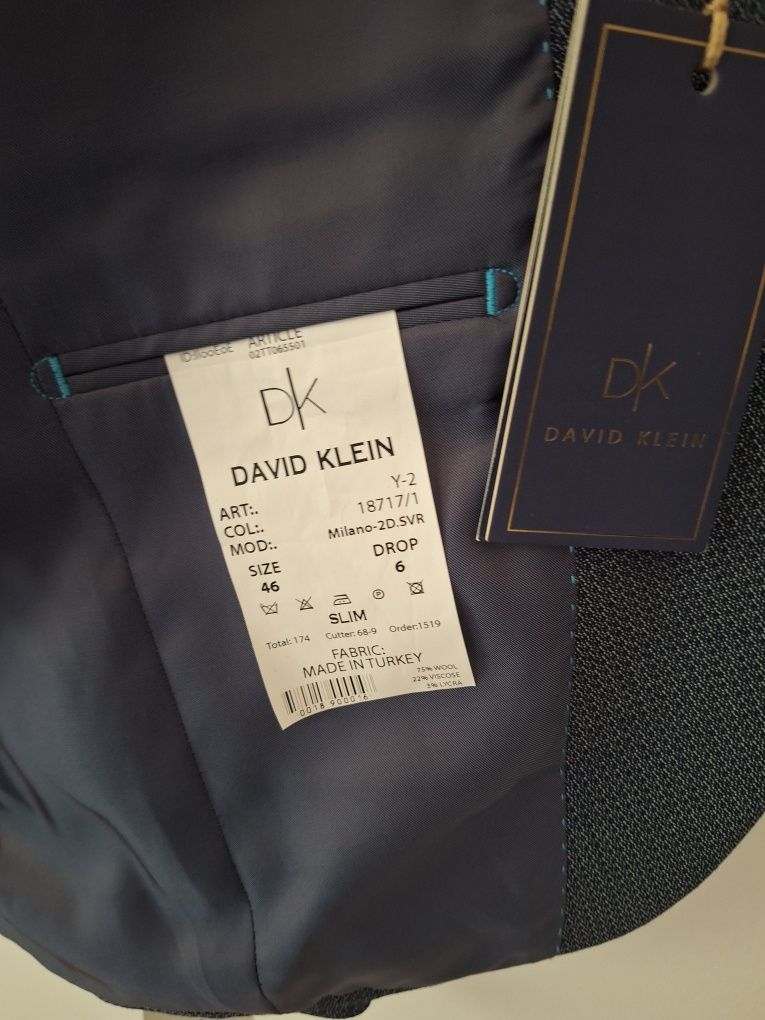 ARTICLE
02TT065501
DK
DAVID KLEIN
ART:. Y-2
COL:. 18717/1
MOD:. Milano-2D.SVR
SIZE DROP
46 6
P
SLIM
Total: 174 Cutter: 68-9 Order:1519
FABRIC:
MADE IN TURKEY
75% WOOL
22% VISCOSE
3% LYCRA
0018 900016
DK
DAVID KLEIN